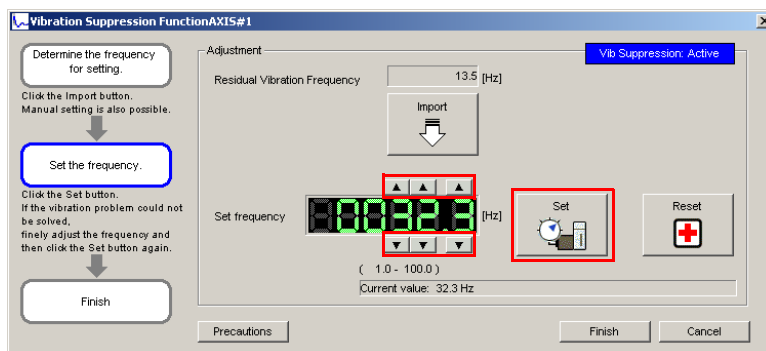 Vibration Suppression FunctionAXIS#1
Determine the frequency
for setting.
Click the Import button.
Manual setting is also possible.
Set the frequency.
Click the Set button.
If the vibration problem could not
be solved,
finely adjust the frequency and
then click the Set button again.
Finish
Adjustment
Vib Suppression: Active
Residual Vibration Frequency
13.5 [Hz]
Import
Set frequency
0032.3 [Hz]
Set
Reset
( 1.0 - 100.0 )
Current value: 32.3 Hz
Precautions
Finish
Cancel